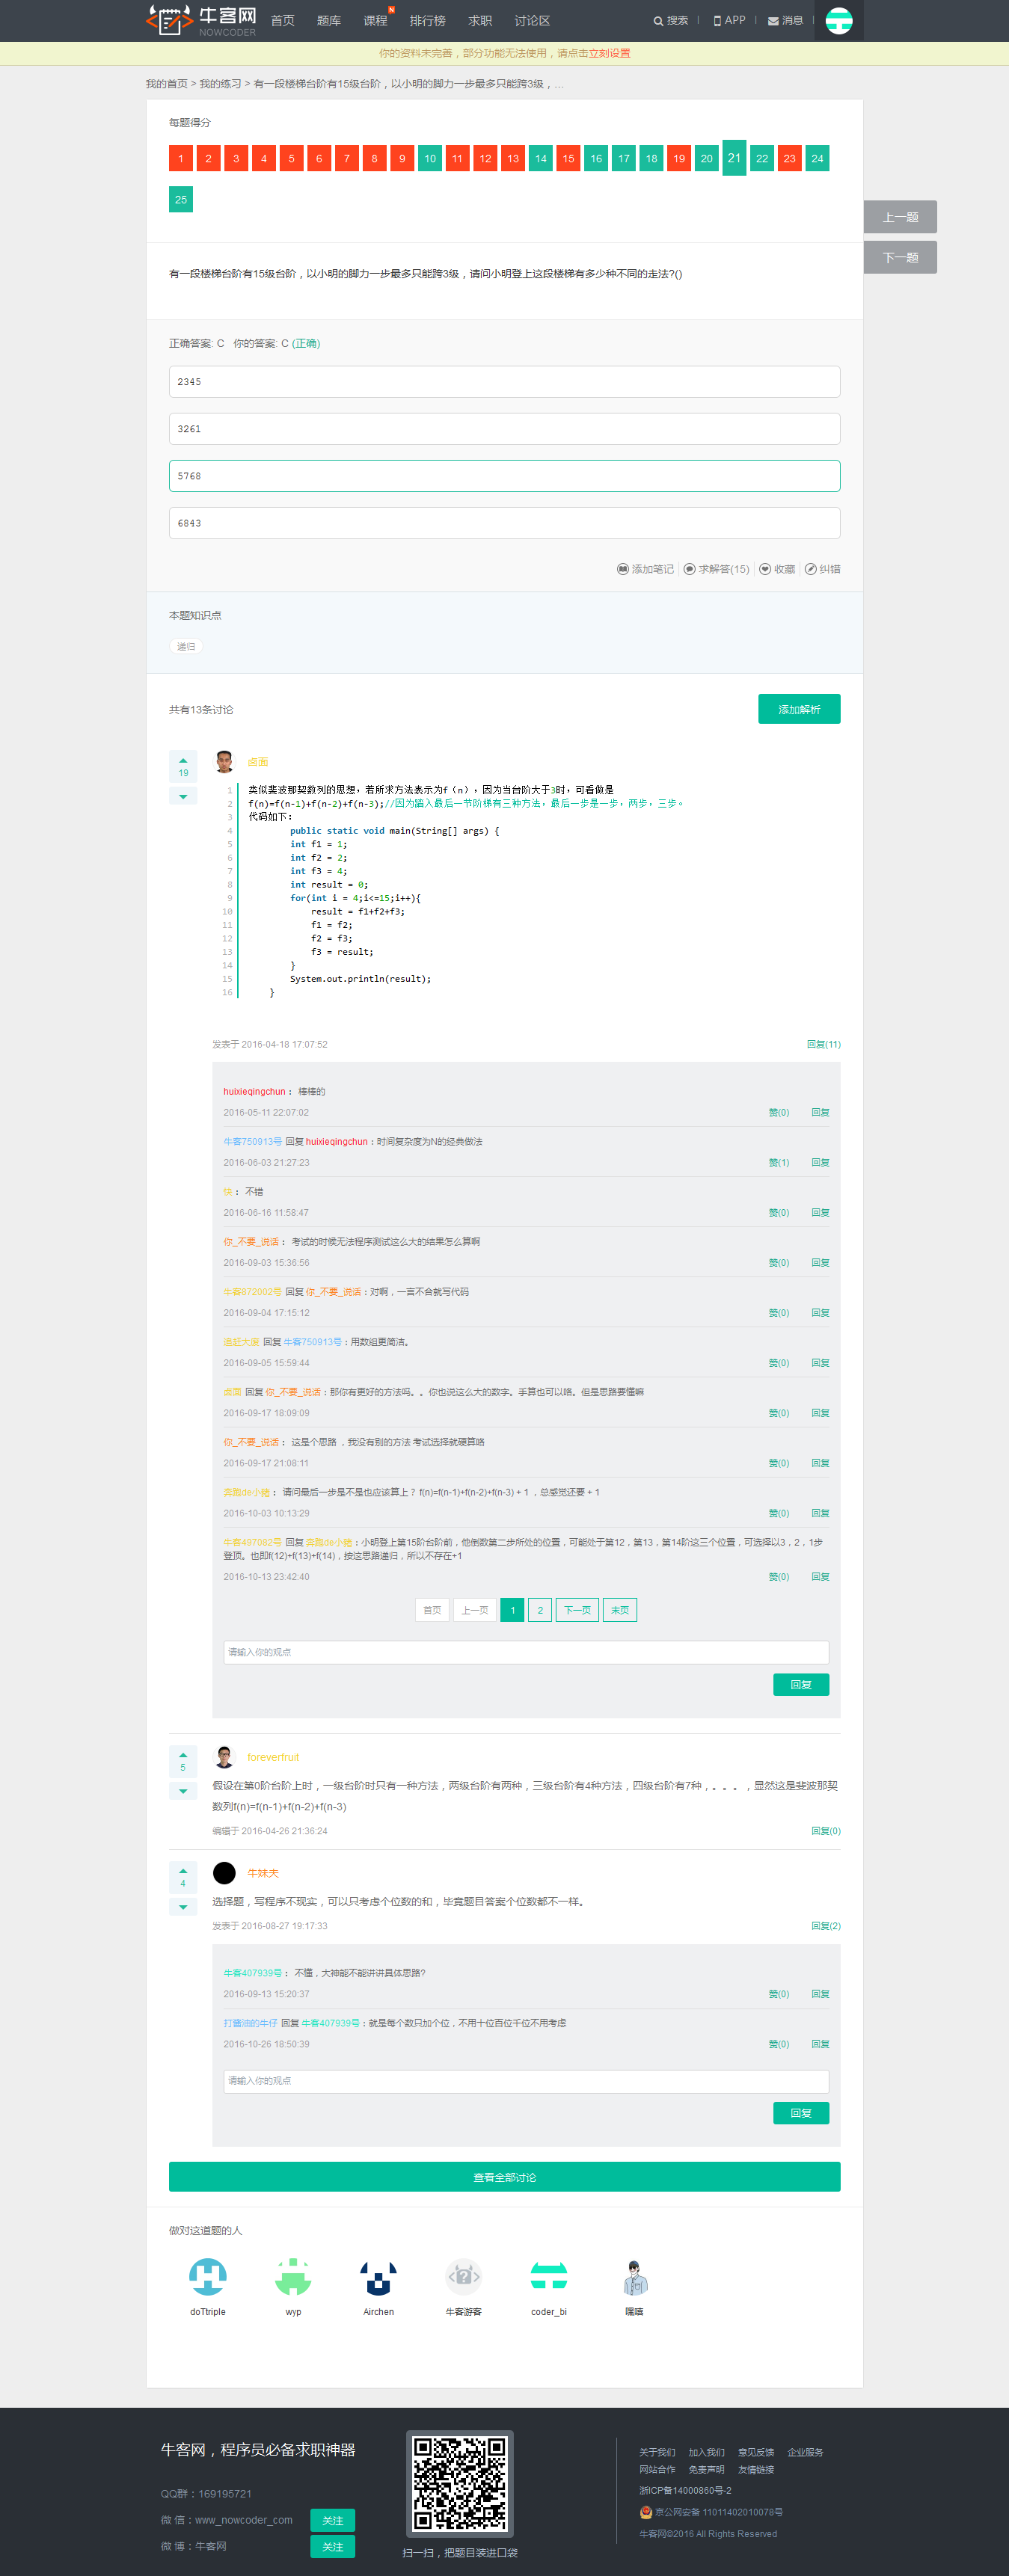 牛客网
NOWCODER
首页 题库 课程 N 排行榜 求职 讨论区 搜索 APP 消息
你的资料未完善，部分功能无法使用，请点击立刻设置
我的首页 > 我的练习 > 有一段楼梯台阶有15级台阶，以小明的脚力一步最多只能跨3级，...
每题得分
1 2 3 4 5 6 7 8 9 10 11 12 13 14 15 16 17 18 19 20 21 22 23 24
25
上一题
下一题
有一段楼梯台阶有15级台阶，以小明的脚力一步最多只能跨3级，请问小明登上这段楼梯有多少种不同的走法?()
正确答案: C 你的答案: C (正确)
2345
3261
5768
6843
添加笔记 求解答(15) 收藏 纠错
本题知识点
递归
共有13条讨论 添加解析
19
卤面
1 类似斐波那契数列的思想，若所求方法表示为f（n），因为当台阶大于3时，可看做是
2 f(n)=f(n-1)+f(n-2)+f(n-3);//因为踏入最后一节阶梯有三种方法，最后一步是一步，两步，三步。
3 代码如下：
4 public static void main(String[] args) {
5 int f1 = 1;
6 int f2 = 2;
7 int f3 = 4;
8 int result = 0;
9 for(int i = 4;i<=15;i++){
10 result = f1+f2+f3;
11 f1 = f2;
12 f2 = f3;
13 f3 = result;
14 }
15 System.out.println(result);
16 }
发表于 2016-04-18 17:07:52 回复(11)
huixieqingchun： 棒棒的
2016-05-11 22:07:02 赞(0) 回复
牛客750913号 回复 huixieqingchun：时间复杂度为N的经典做法
2016-06-03 21:27:23 赞(1) 回复
快： 不错
2016-06-16 11:58:47 赞(0) 回复
你_不要_说话： 考试的时候无法程序测试这么大的结果怎么算啊
2016-09-03 15:36:56 赞(0) 回复
牛客872002号 回复 你_不要_说话：对啊，一言不合就写代码
2016-09-04 17:15:12 赞(0) 回复
回复 牛客750913号：用数组更简洁。
2016-09-05 15:59:44 赞(0) 回复
卤面 回复 你_不要_说话：那你有更好的方法吗。。你也说这么大的数字。手算也可以咯。但是思路要懂嘛
2016-09-17 18:09:09 赞(0) 回复
你_不要_说话： 这是个思路 ，我没有别的方法 考试选择就硬算咯
2016-09-17 21:08:11 赞(0) 回复
奔跑de小猪： 请问最后一步是不是也应该算上？ f(n)=f(n-1)+f(n-2)+f(n-3) + 1 ，总感觉还要 + 1
2016-10-03 10:13:29 赞(0) 回复
牛客497082号 回复 奔跑de小猪：小明登上第15阶台阶前，他倒数第二步所处的位置，可能处于第12，第13，第14阶这三个位置，可选择以3，2，1步
登顶。也即f(12)+f(13)+f(14)，按这思路递归，所以不存在+1
2016-10-13 23:42:40 赞(0) 回复
首页 上一页 1 2 下一页 末页
请输入你的观点
回复
5
foreverfruit
假设在第0阶台阶上时，一级台阶时只有一种方法，两级台阶有两种，三级台阶有4种方法，四级台阶有7种，。。。，显然这是斐波那契
数列f(n)=f(n-1)+f(n-2)+f(n-3)
编辑于 2016-04-26 21:36:24 回复(0)
4
牛妹夫
选择题，写程序不现实，可以只考虑个位数的和，毕竟题目答案个位数都不一样。
发表于 2016-08-27 19:17:33 回复(2)
牛客407939号： 不懂，大神能不能讲讲具体思路?
2016-09-13 15:20:37 赞(0) 回复
打酱油的牛仔 回复 牛客407939号：就是每个数只加个位，不用十位百位千位不用考虑
2016-10-26 18:50:39 赞(0) 回复
请输入你的观点
回复
查看全部讨论
做对这道题的人
doTtriple wyp Airchen 牛客游客 coder_bi 嘿嘻
牛客网，程序员必备求职神器
QQ群：169195721
微 信：www_nowcoder_com 关注
微 博：牛客网 关注
扫一扫，把题目装进口袋
关于我们 加入我们 意见反馈 企业服务
网站合作 免责声明 友情链接
浙ICP备14000860号-2
京公网安备 11011402010078号
牛客网©2016 All Rights Reserved